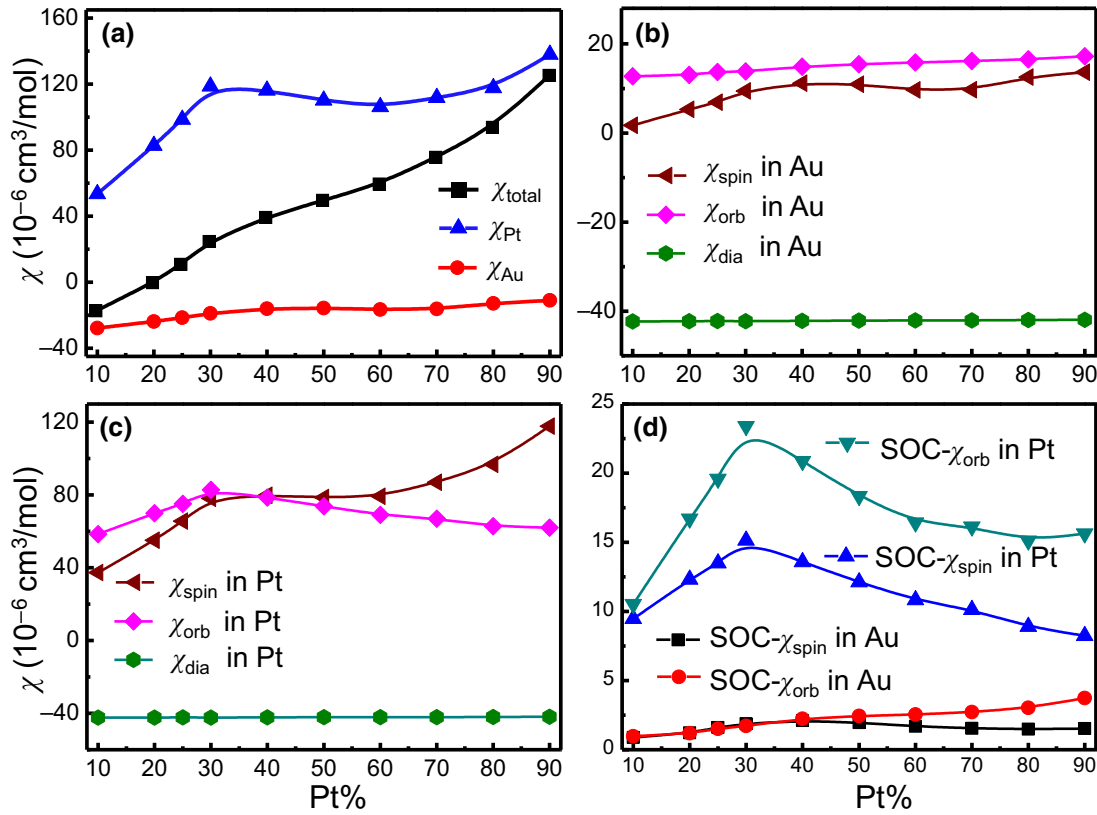 (a)
160
120
80
40
0
−40
χ (10⁻⁶ cm³/mol)
χtotal
χPt
χAu
10 20 30 40 50 60 70 80 90
(b)
20
0
−20
−40
χspin in Au
χorb in Au
χdia in Au
10 20 30 40 50 60 70 80 90
(c)
120
80
40
0
−40
χ (10⁻⁶ cm³/mol)
χspin in Pt
χorb in Pt
χdia in Pt
10 20 30 40 50 60 70 80 90
Pt%
(d)
25
20
15
10
5
0
SOC-χorb in Pt
SOC-χspin in Pt
SOC-χspin in Au
SOC-χorb in Au
10 20 30 40 50 60 70 80 90
Pt%